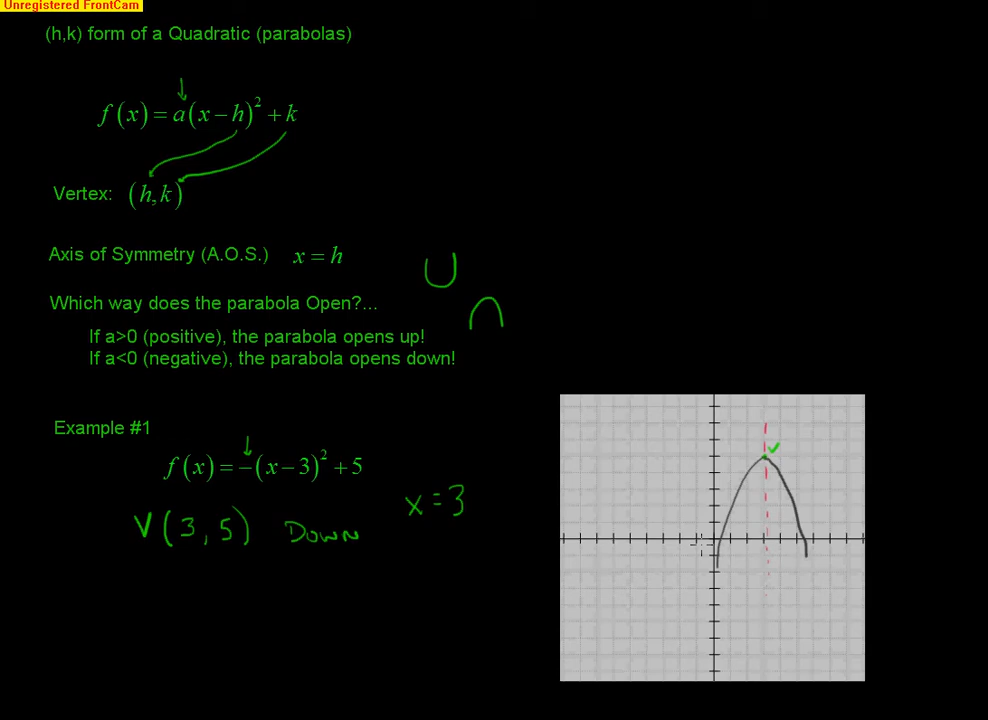 Unregistered FrontCam
(h,k) form of a Quadratic (parabolas)
f(x) = a(x−h)² + k
Vertex: (h,k)
Axis of Symmetry (A.O.S.) x = h
Which way does the parabola Open?...
If a>0 (positive), the parabola opens up!
If a<0 (negative), the parabola opens down!
Example #1
f(x) = −(x−3)² + 5
x = 3
V(3,5) Down